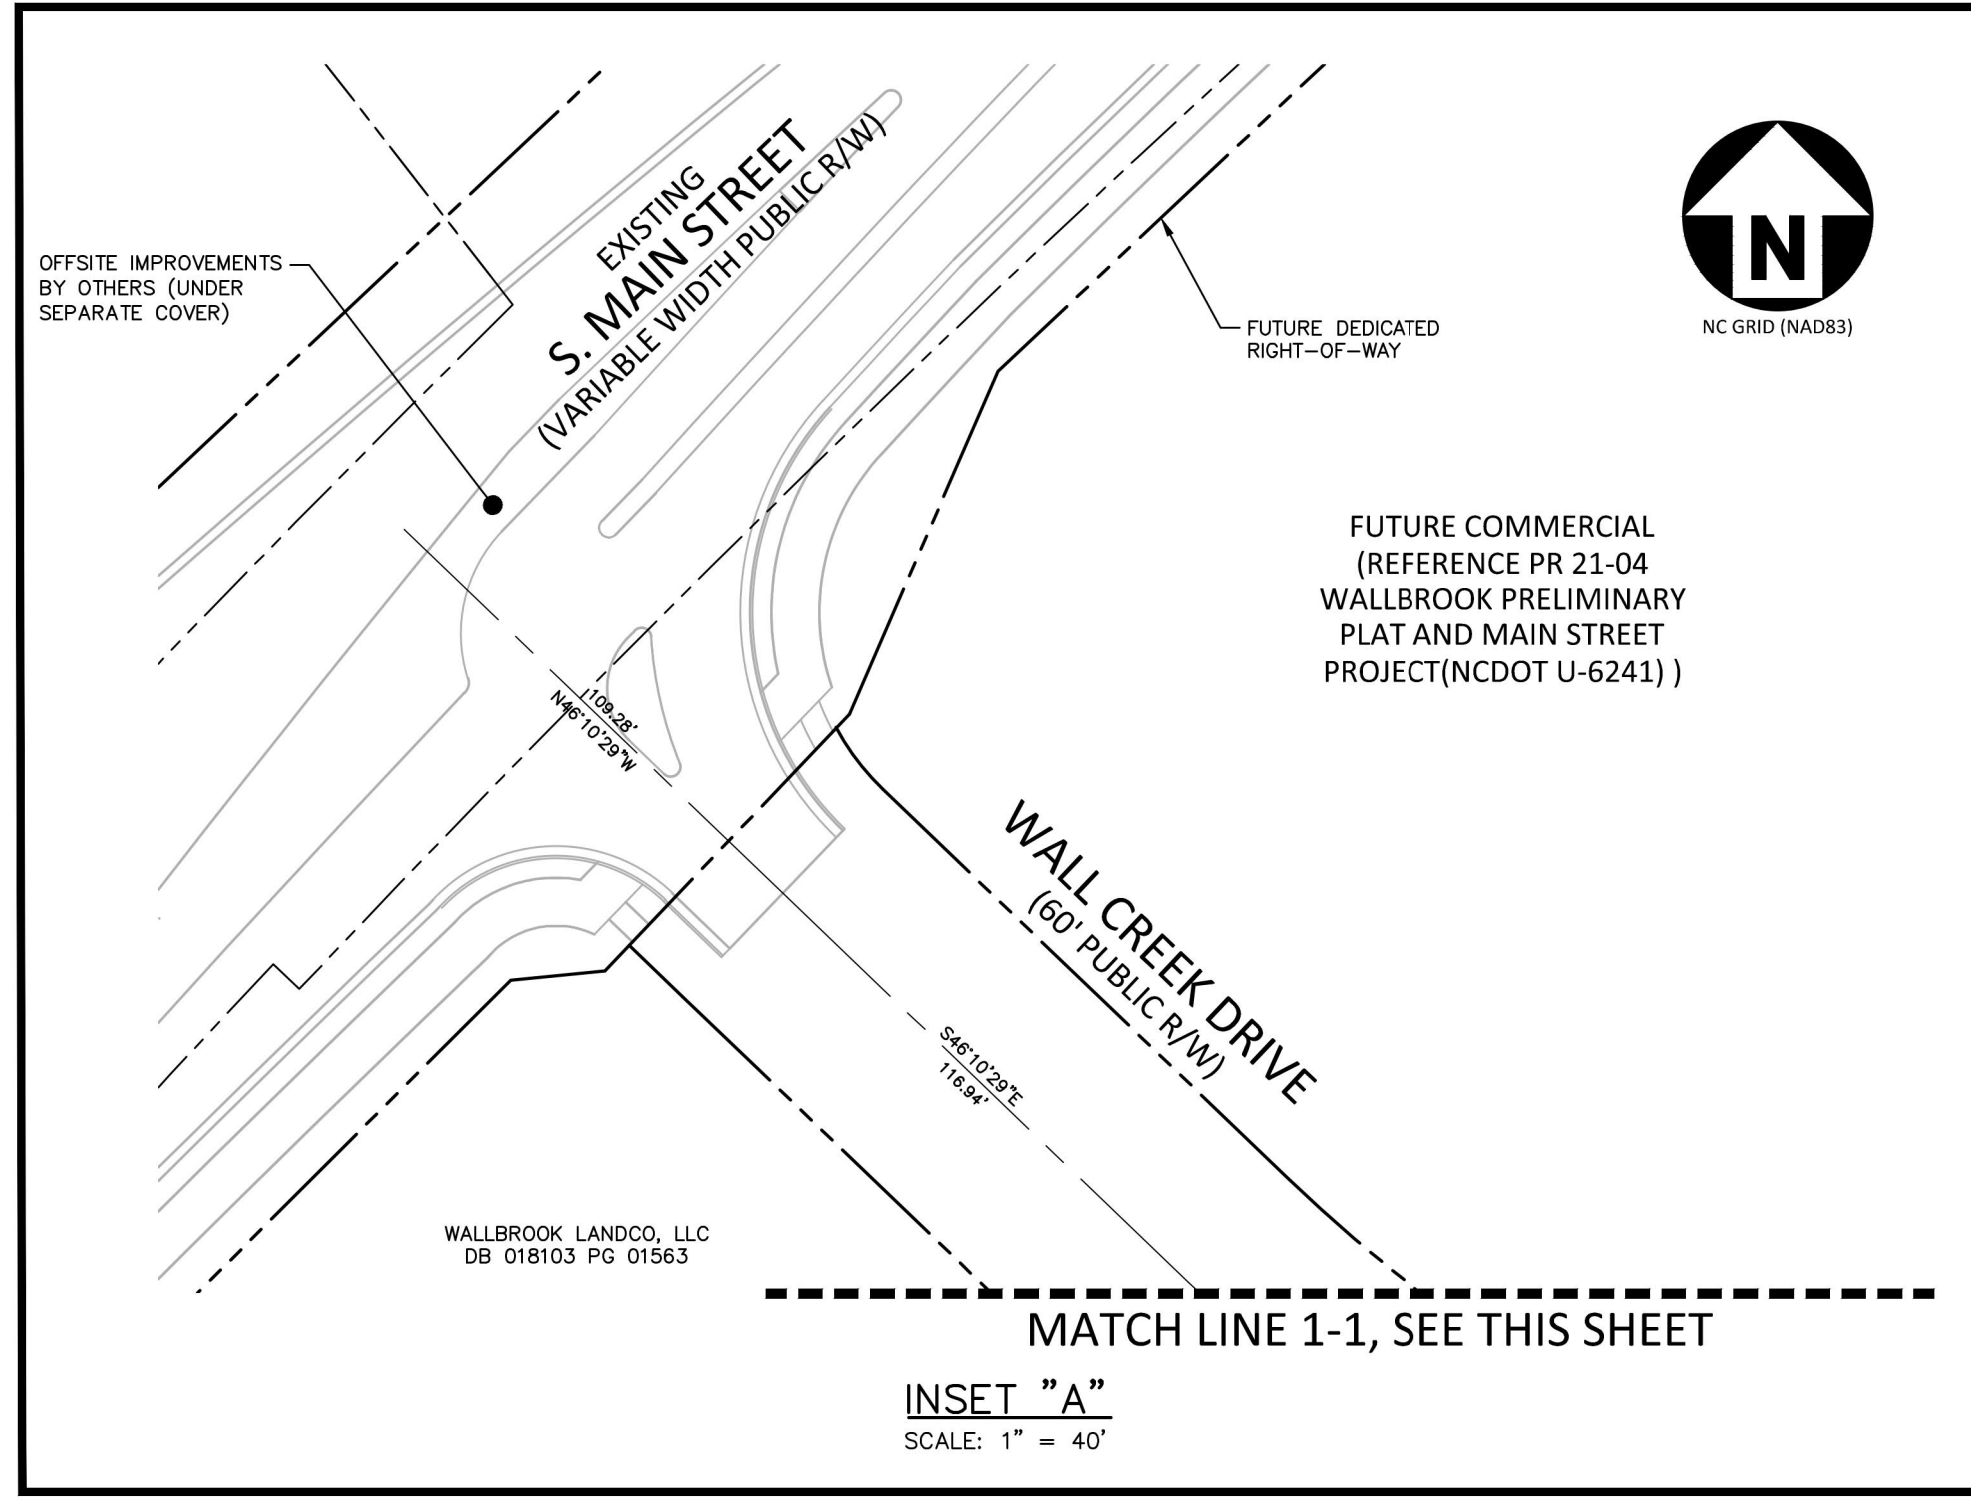 EXISTING
S. MAIN STREET
(VARIABLE WIDTH PUBLIC R/W)
OFFSITE IMPROVEMENTS
BY OTHERS (UNDER
SEPARATE COVER)
N
NC GRID (NAD83)
FUTURE DEDICATED
RIGHT-OF-WAY
FUTURE COMMERCIAL
(REFERENCE PR 21-04
WALLBROOK PRELIMINARY
PLAT AND MAIN STREET
PROJECT(NCDOT U-6241) )
109.28'
N46°10'29"W
WALL CREEK DRIVE
(60' PUBLIC R/W)
S46°10'29"E
116.94'
WALLBROOK LANDCO, LLC
DB 018103 PG 01563
MATCH LINE 1-1, SEE THIS SHEET
INSET "A"
SCALE: 1" = 40'